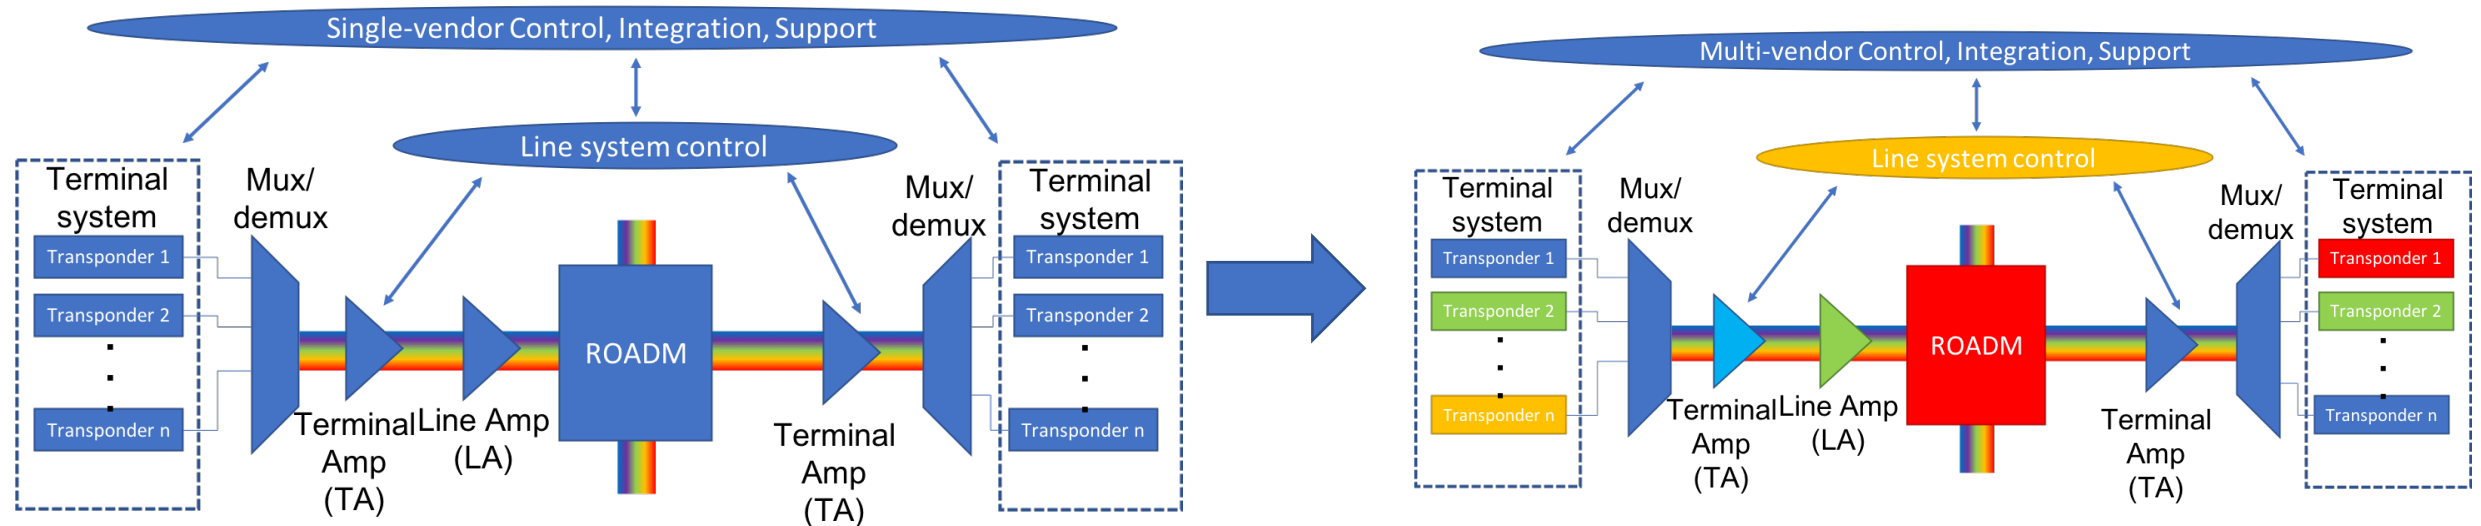 Single-vendor Control, Integration, Support
Line system control
Terminal
system
Transponder 1
Transponder 2
Transponder n
Mux/
demux
Terminal
Amp
(TA)
Line Amp
(LA)
ROADM
Terminal
Amp
(TA)
Mux/
demux
Terminal
system
Transponder 1
Transponder 2
Transponder n
Multi-vendor Control, Integration, Support
Line system control
Terminal
system
Transponder 1
Transponder 2
Transponder n
Mux/
demux
Terminal
Amp
(TA)
Line Amp
(LA)
ROADM
Terminal
Amp
(TA)
Mux/
demux
Terminal
system
Transponder 1
Transponder 2
Transponder n